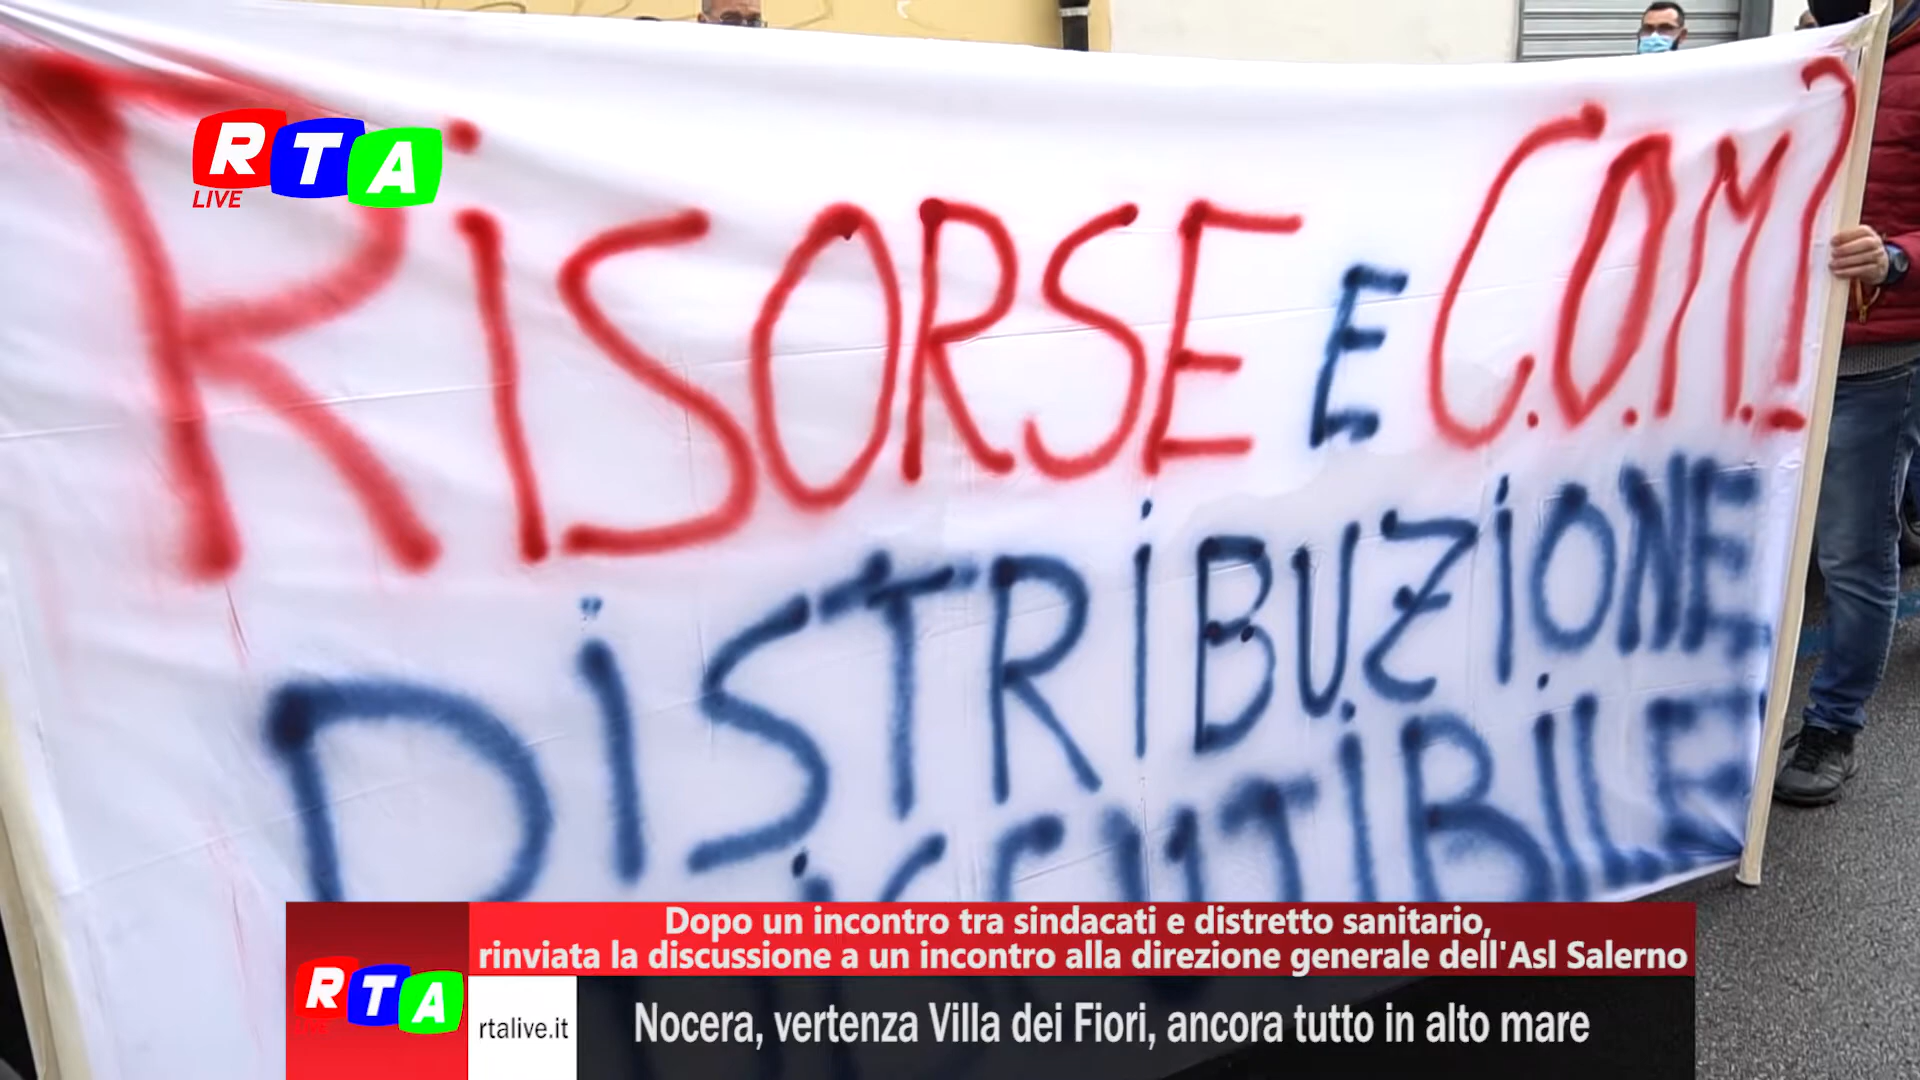 RTA
LIVE
RiSORSE E C.O.M.?
DiSTRiBUZiONE
DiSCUTiBiLE
Dopo un incontro tra sindacati e distretto sanitario,
rinviata la discussione a un incontro alla direzione generale dell'Asl Salerno
RTA
rtalive.it
Nocera, vertenza Villa dei Fiori, ancora tutto in alto mare